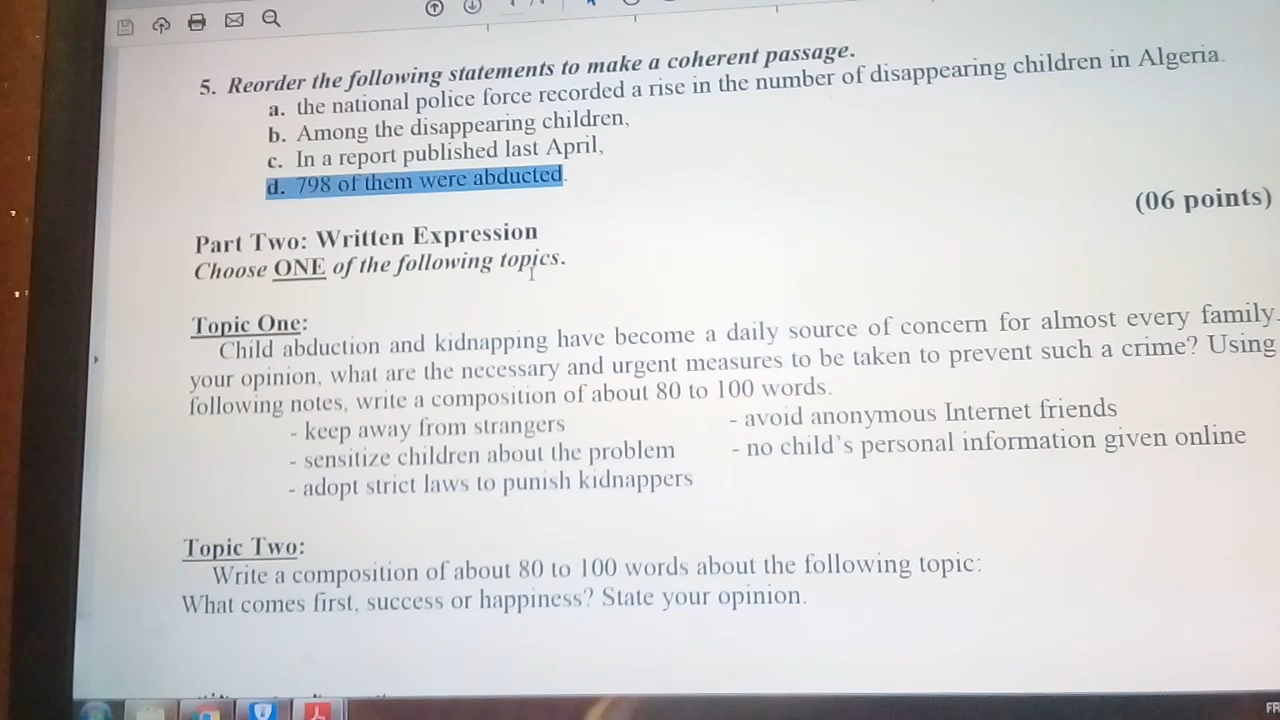 5. Reorder the following statements to make a coherent passage.
a. the national police force recorded a rise in the number of disappearing children in Algeria.
b. Among the disappearing children,
c. In a report published last April,
d. 798 of them were abducted.
(06 points)
Part Two: Written Expression
Choose ONE of the following topics.
Topic One:
Child abduction and kidnapping have become a daily source of concern for almost every family.
your opinion, what are the necessary and urgent measures to be taken to prevent such a crime? Using
following notes, write a composition of about 80 to 100 words.
- keep away from strangers - avoid anonymous Internet friends
- sensitize children about the problem - no child's personal information given online
- adopt strict laws to punish kidnappers
Topic Two:
Write a composition of about 80 to 100 words about the following topic:
What comes first, success or happiness? State your opinion.
FR